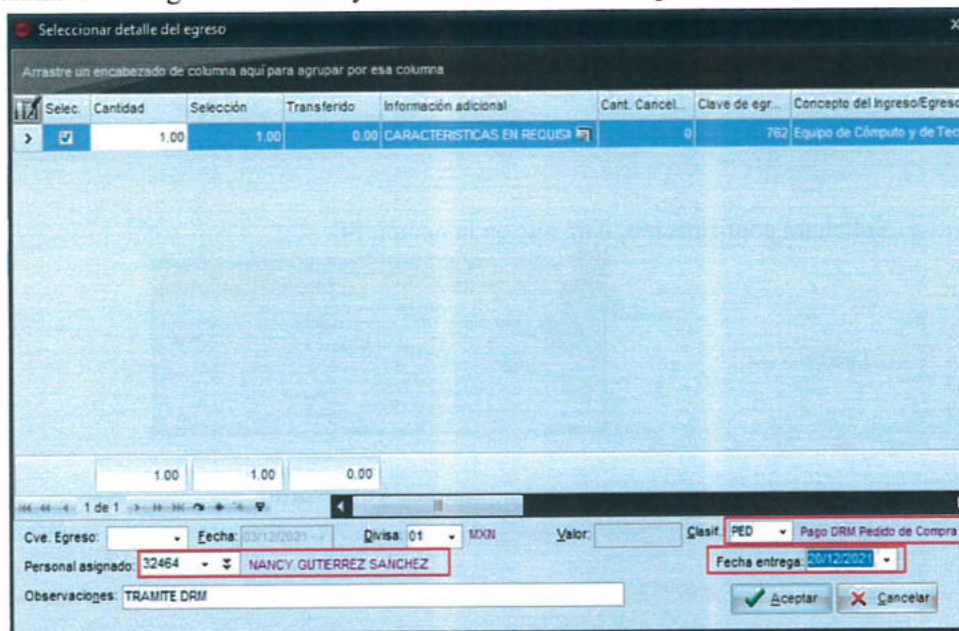 Seleccionar detalle del egreso
Arrastre un encabezado de columna aquí para agrupar por esa columna
Selec. Cantidad Selección Transferido Información adicional Cant. Cancel... Clave de egr... Concepto del Ingreso/Egreso
1.00 1.00 0.00 CARACTERISTICAS EN REQUISI 0 762 Equipo de Cómputo y de Tec
1.00 1.00 0.00
1 de 1
Cve. Egreso: Fecha: 03/12/2021 Divisa: 01 MXN Valor: Clasif.: PED Pago DRM Pedido de Compra
Personal asignado: 32464 NANCY GUTERREZ SANCHEZ Fecha entrega: 20/12/2021
Observaciones: TRAMITE DRM Aceptar Cancelar